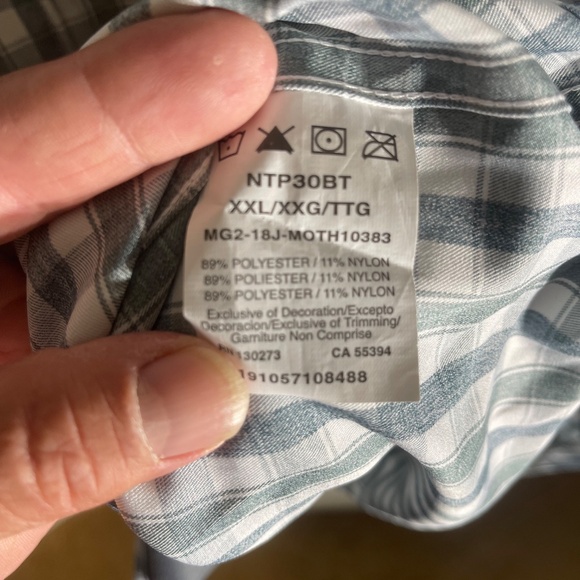 NTP30BT
XXL/XXG/TTG
MG2-18J-MOTH10383
89% POLYESTER / 11% NYLON
89% POLIESTER / 11% NYLON
89% POLYESTER / 11% NYLON
Exclusive of Decoration/Excepto
Decoracion/Exclusive of Trimming/
Garniture Non Comprise
130273 CA 55394
191057108488